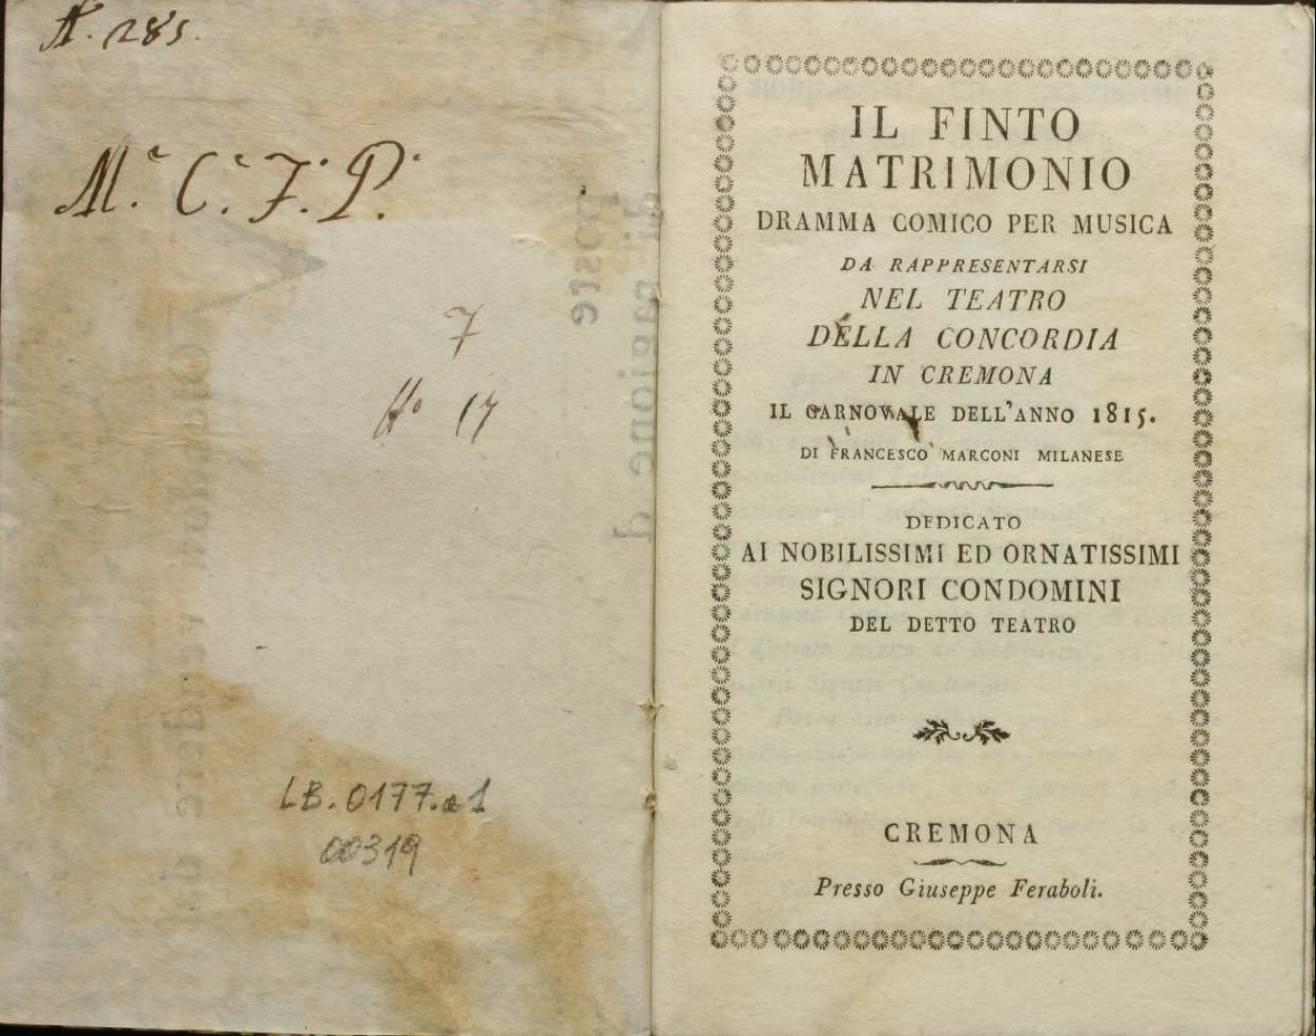 A. 285.
M.ª C.ª F. P.
7
17
LB.0177.a1
00319
IL FINTO
MATRIMONIO
DRAMMA COMICO PER MUSICA
DA RAPPRESENTARSI
NEL TEATRO
DELLA CONCORDIA
IN CREMONA
IL CARNOVALE DELL'ANNO 1815.
DI FRANCESCO MARCONI MILANESE
DEDICATO
AI NOBILISSIMI ED ORNATISSIMI
SIGNORI CONDOMINI
DEL DETTO TEATRO
CREMONA
Presso Giuseppe Feraboli.